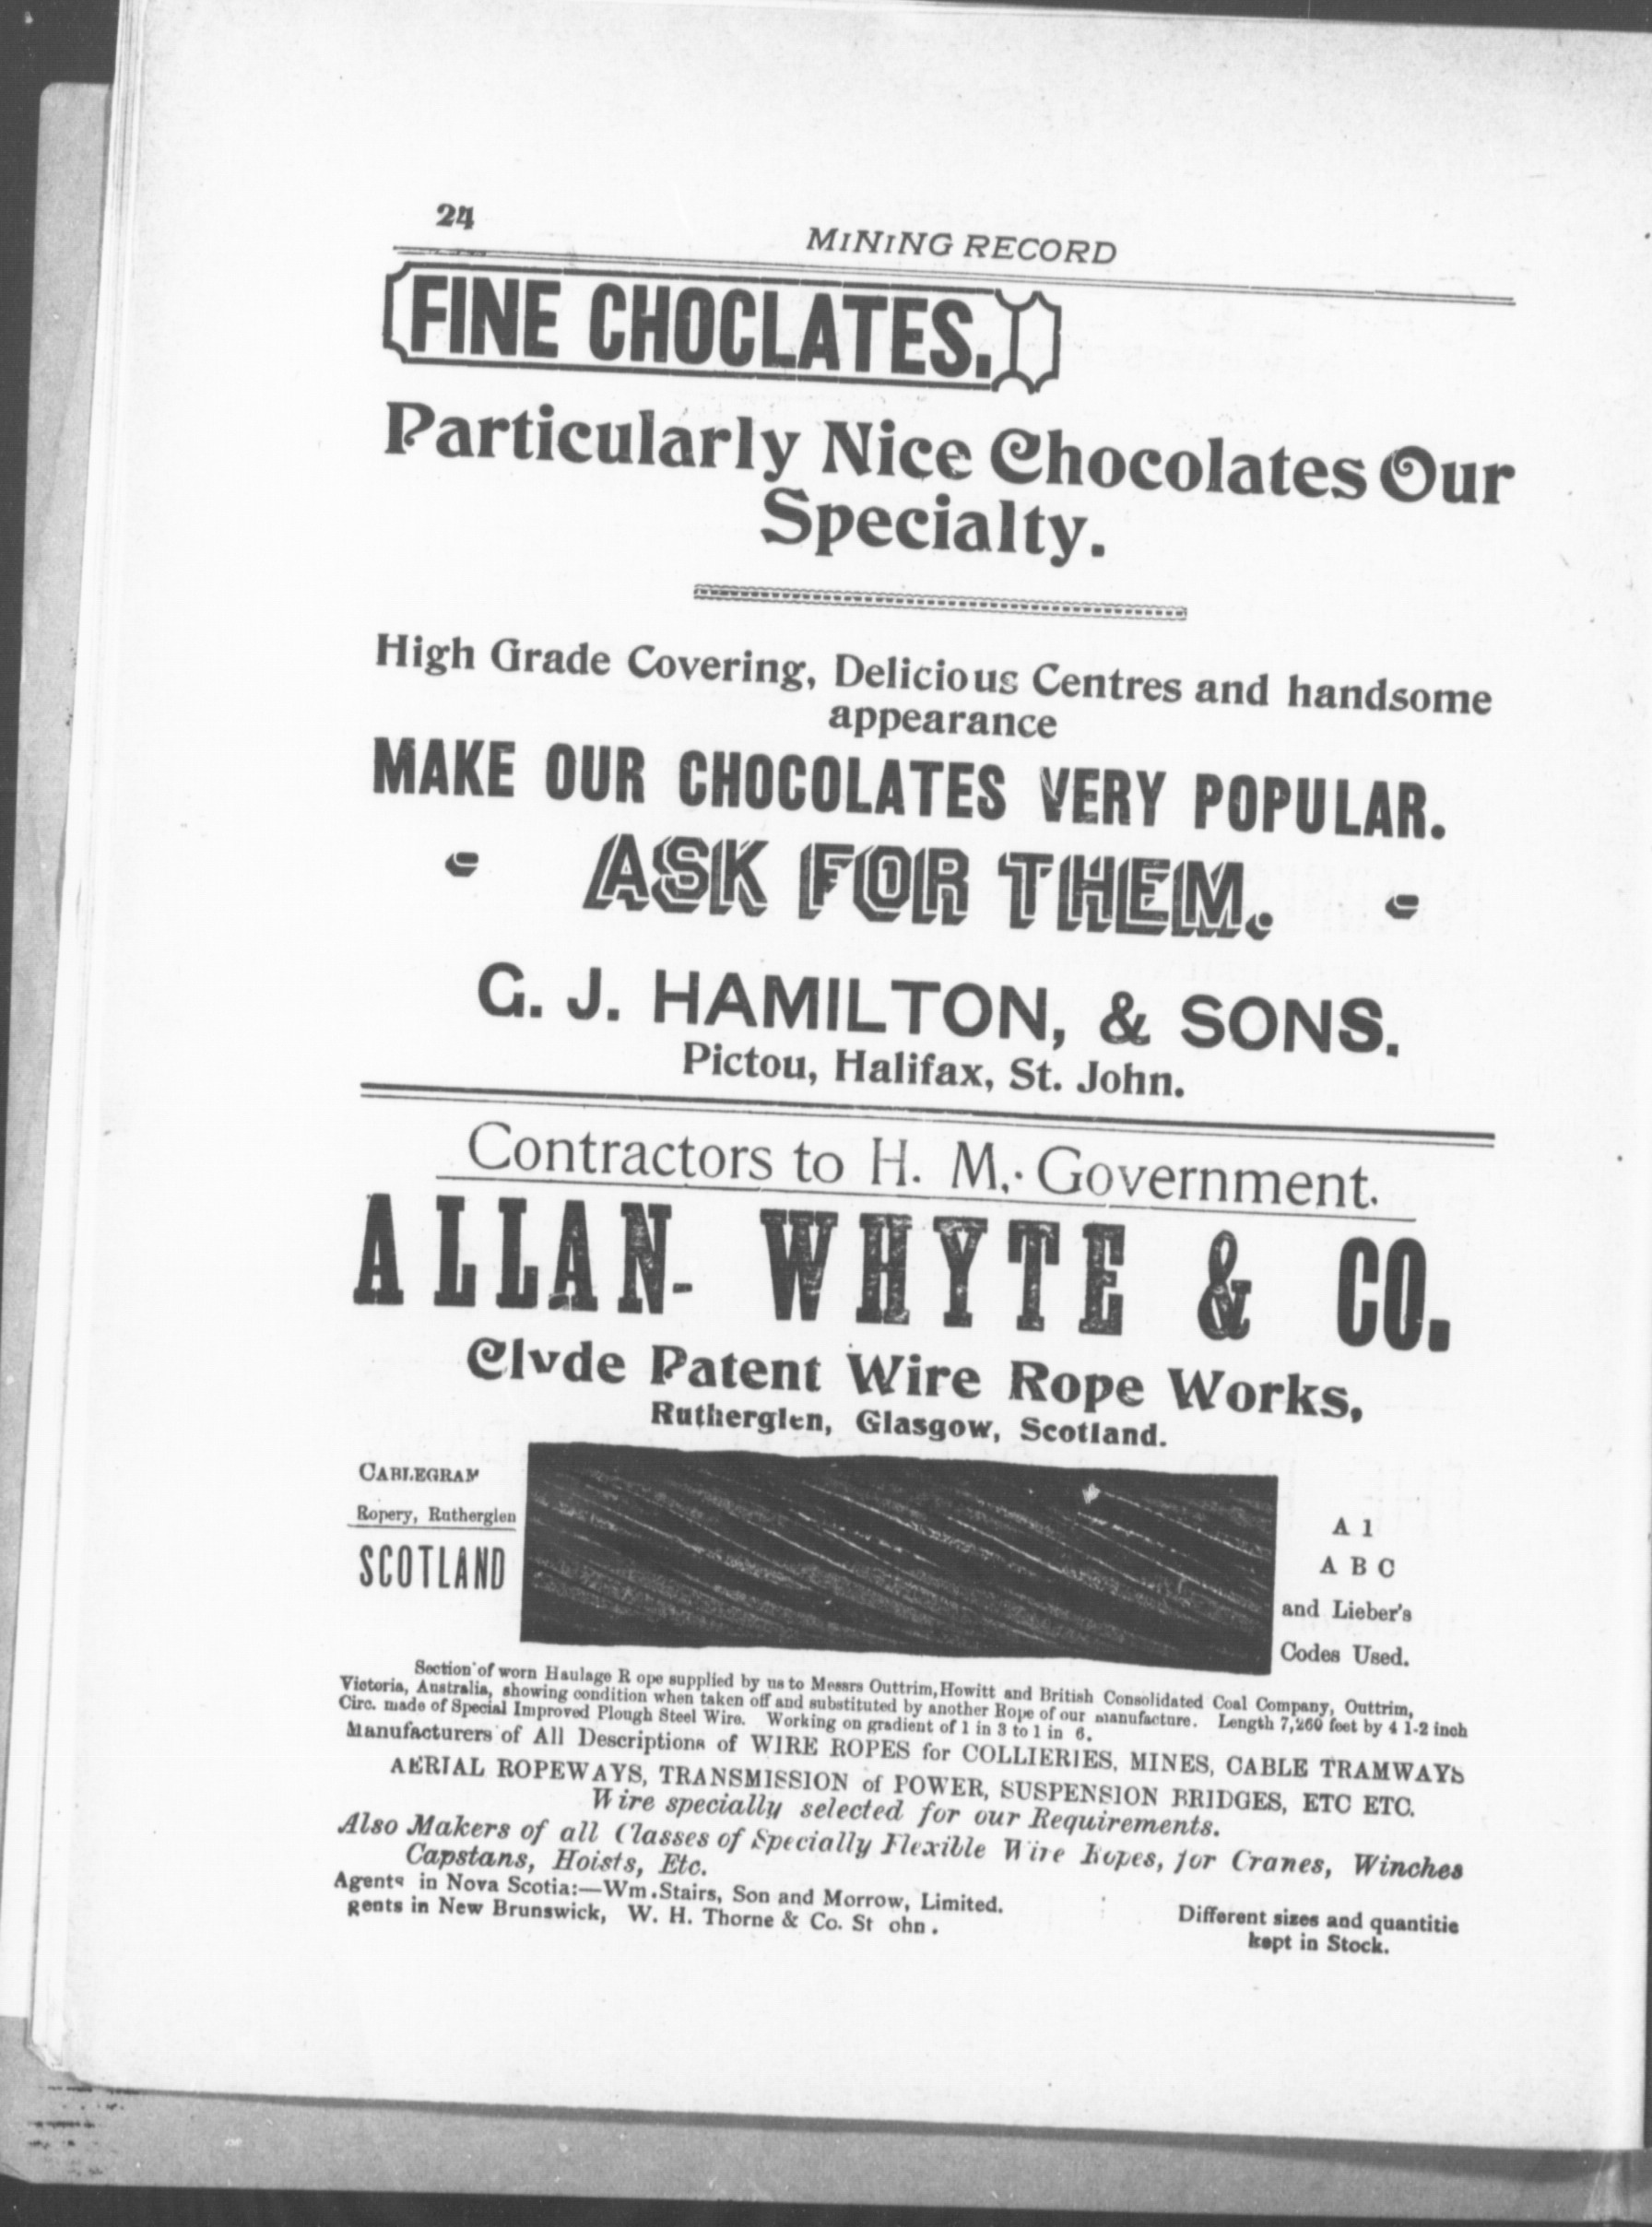 24
MINING RECORD
FINE CHOCLATES.
Particularly Nice Chocolates Our
Specialty.
High Grade Covering, Delicious Centres and handsome
appearance
MAKE OUR CHOCOLATES VERY POPULAR.
- ASK FOR THEM. -
G. J. HAMILTON, & SONS.
Pictou, Halifax, St. John.
Contractors to H. M. Government.
ALLAN- WHYTE & CO.
Clyde Patent Wire Rope Works,
Rutherglen, Glasgow, Scotland.
CABLEGRAM
Ropery, Rutherglen
SCOTLAND
A 1
A B C
and Lieber's
Codes Used.
Section of worn Haulage R ope supplied by us to Messrs Outtrim, Howitt and British Consolidated Coal Company, Outtrim,
Victoria, Australia, showing condition when taken off and substituted by another Rope of our manufacture. Length 7,260 feet by 4 1-2 inch
Circ. made of Special Improved Plough Steel Wire. Working on gradient of 1 in 3 to 1 in 6.
Manufacturers of All Descriptions of WIRE ROPES for COLLIERIES, MINES, CABLE TRAMWAYS
AERIAL ROPEWAYS, TRANSMISSION of POWER, SUSPENSION BRIDGES, ETC ETC.
Wire specially selected for our Requirements.
Also Makers of all Classes of Specially Flexible Wire Ropes, for Cranes, Winches
Capstans, Hoists, Etc.
Agents in Nova Scotia:—Wm. Stairs, Son and Morrow, Limited.
gents in New Brunswick, W. H. Thorne & Co. St ohn.
Different sizes and quantitie
kept in Stock.